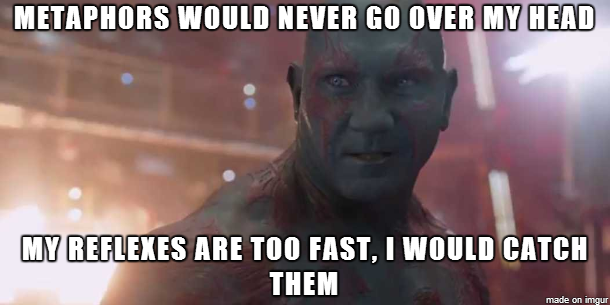 METAPHORS WOULD NEVER GO OVER MY HEAD
MY REFLEXES ARE TOO FAST, I WOULD CATCH
THEM
made on imgur